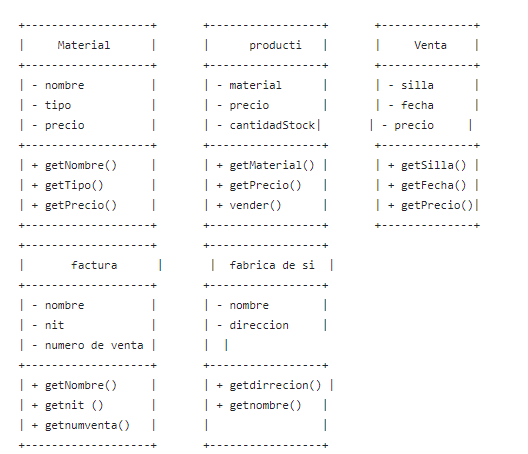 +-------------------+       +-----------------+       +--------------+
|     Material      |       |      producti   |       |     Venta    |
+-------------------+       +-----------------+       +--------------+
| - nombre          |       | - material      |       | - silla      |
| - tipo            |       | - precio        |       | - fecha      |
| - precio          |       | - cantidadStock|       | - precio     |
+-------------------+       +-----------------+       +--------------+
| + getNombre()     |       | + getMaterial() |       | + getSilla() |
| + getTipo()       |       | + getPrecio()   |       | + getFecha() |
| + getPrecio()     |       | + vender()      |       | + getPrecio()|
+-------------------+       +-----------------+       +--------------+
+-------------------+       +-----------------+
|       factura      |       |  fabrica de si  |
+-------------------+       +-----------------+
| - nombre          |       | - nombre        |
| - nit             |       | - direccion     |
| - numero de venta |       |  |
+-------------------+       +-----------------+
| + getNombre()     |       | + getdirrecion() |
| + getnit ()       |       | + getnombre()   |
| + getnumventa()   |       |                 |
+-------------------+       +-----------------+